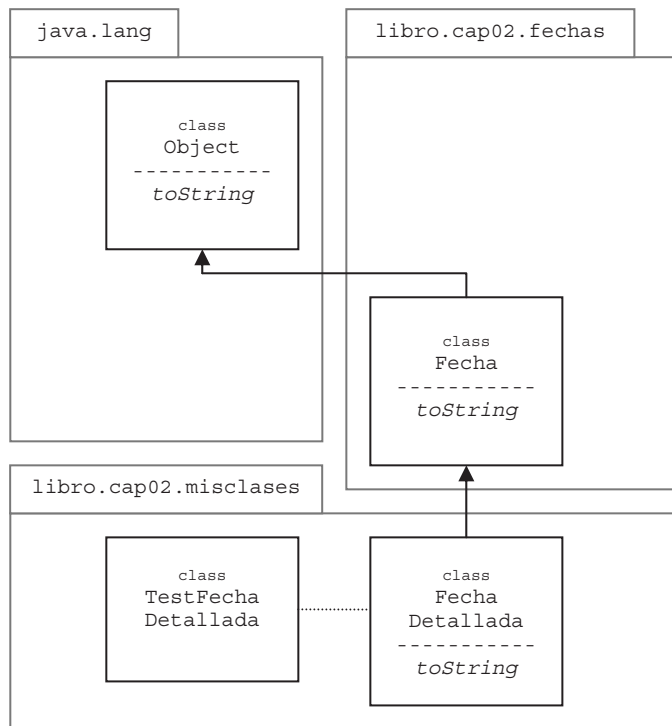 java.lang
libro.cap02.fechas
class
Object
-----------
toString
class
Fecha
-----------
toString
libro.cap02.misclases
class
TestFecha
Detallada
class
Fecha
Detallada
-----------
toString